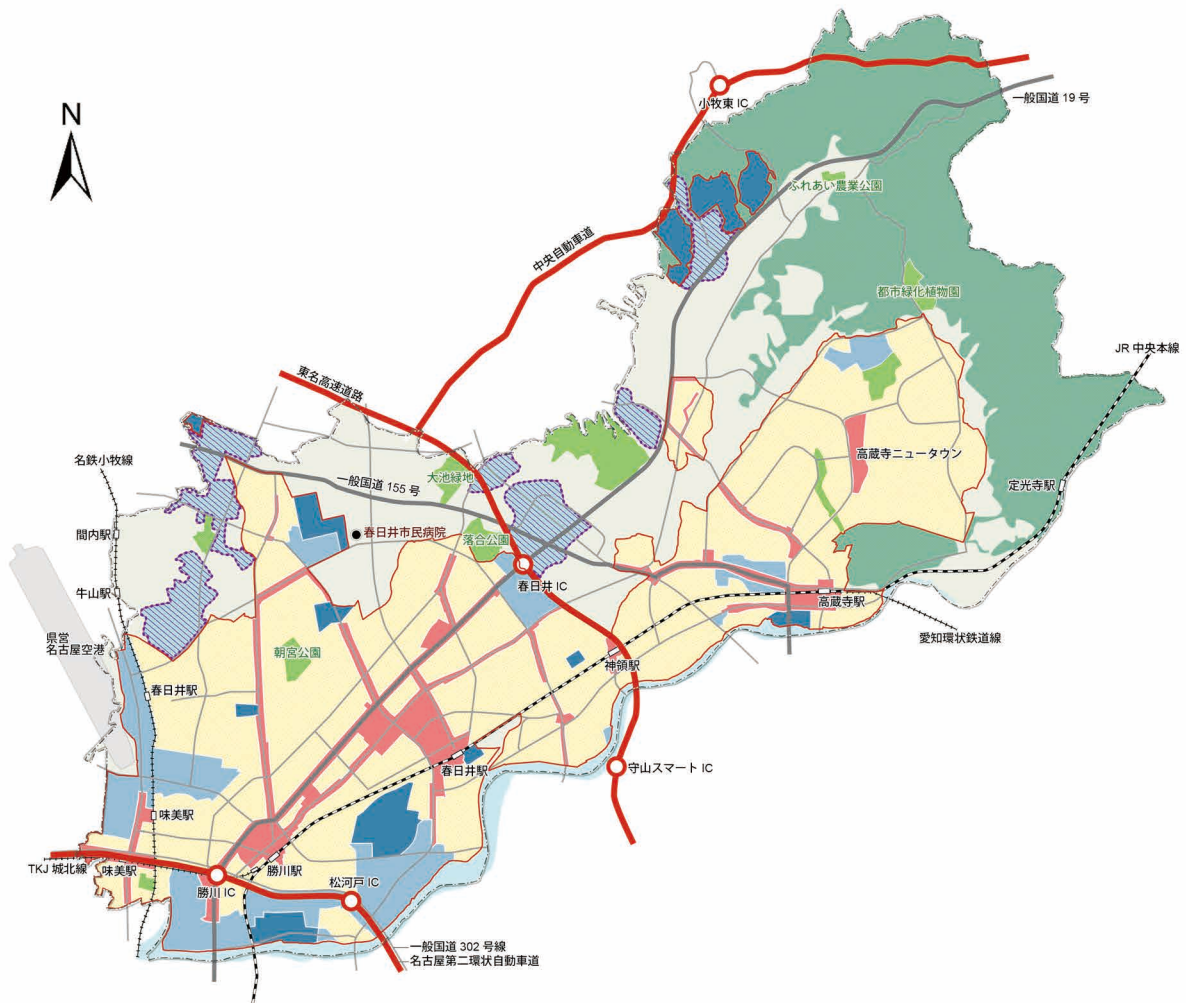 N
小牧東 IC
一般国道 19 号
ふれあい農業公園
中央自動車道
都市緑化植物園
JR 中央本線
東名高速道路
高蔵寺ニュータウン
名鉄小牧線
大池緑地
一般国道 155 号
定光寺駅
間内駅
春日井市民病院
落合公園
春日井 IC
牛山駅
高蔵寺駅
愛知環状鉄道線
県営
名古屋空港
朝宮公園
神領駅
春日井駅
春日井駅
守山スマート IC
味美駅
TKJ 城北線
味美駅
勝川駅
勝川 IC
松河戸 IC
一般国道 302 号線
名古屋第二環状自動車道